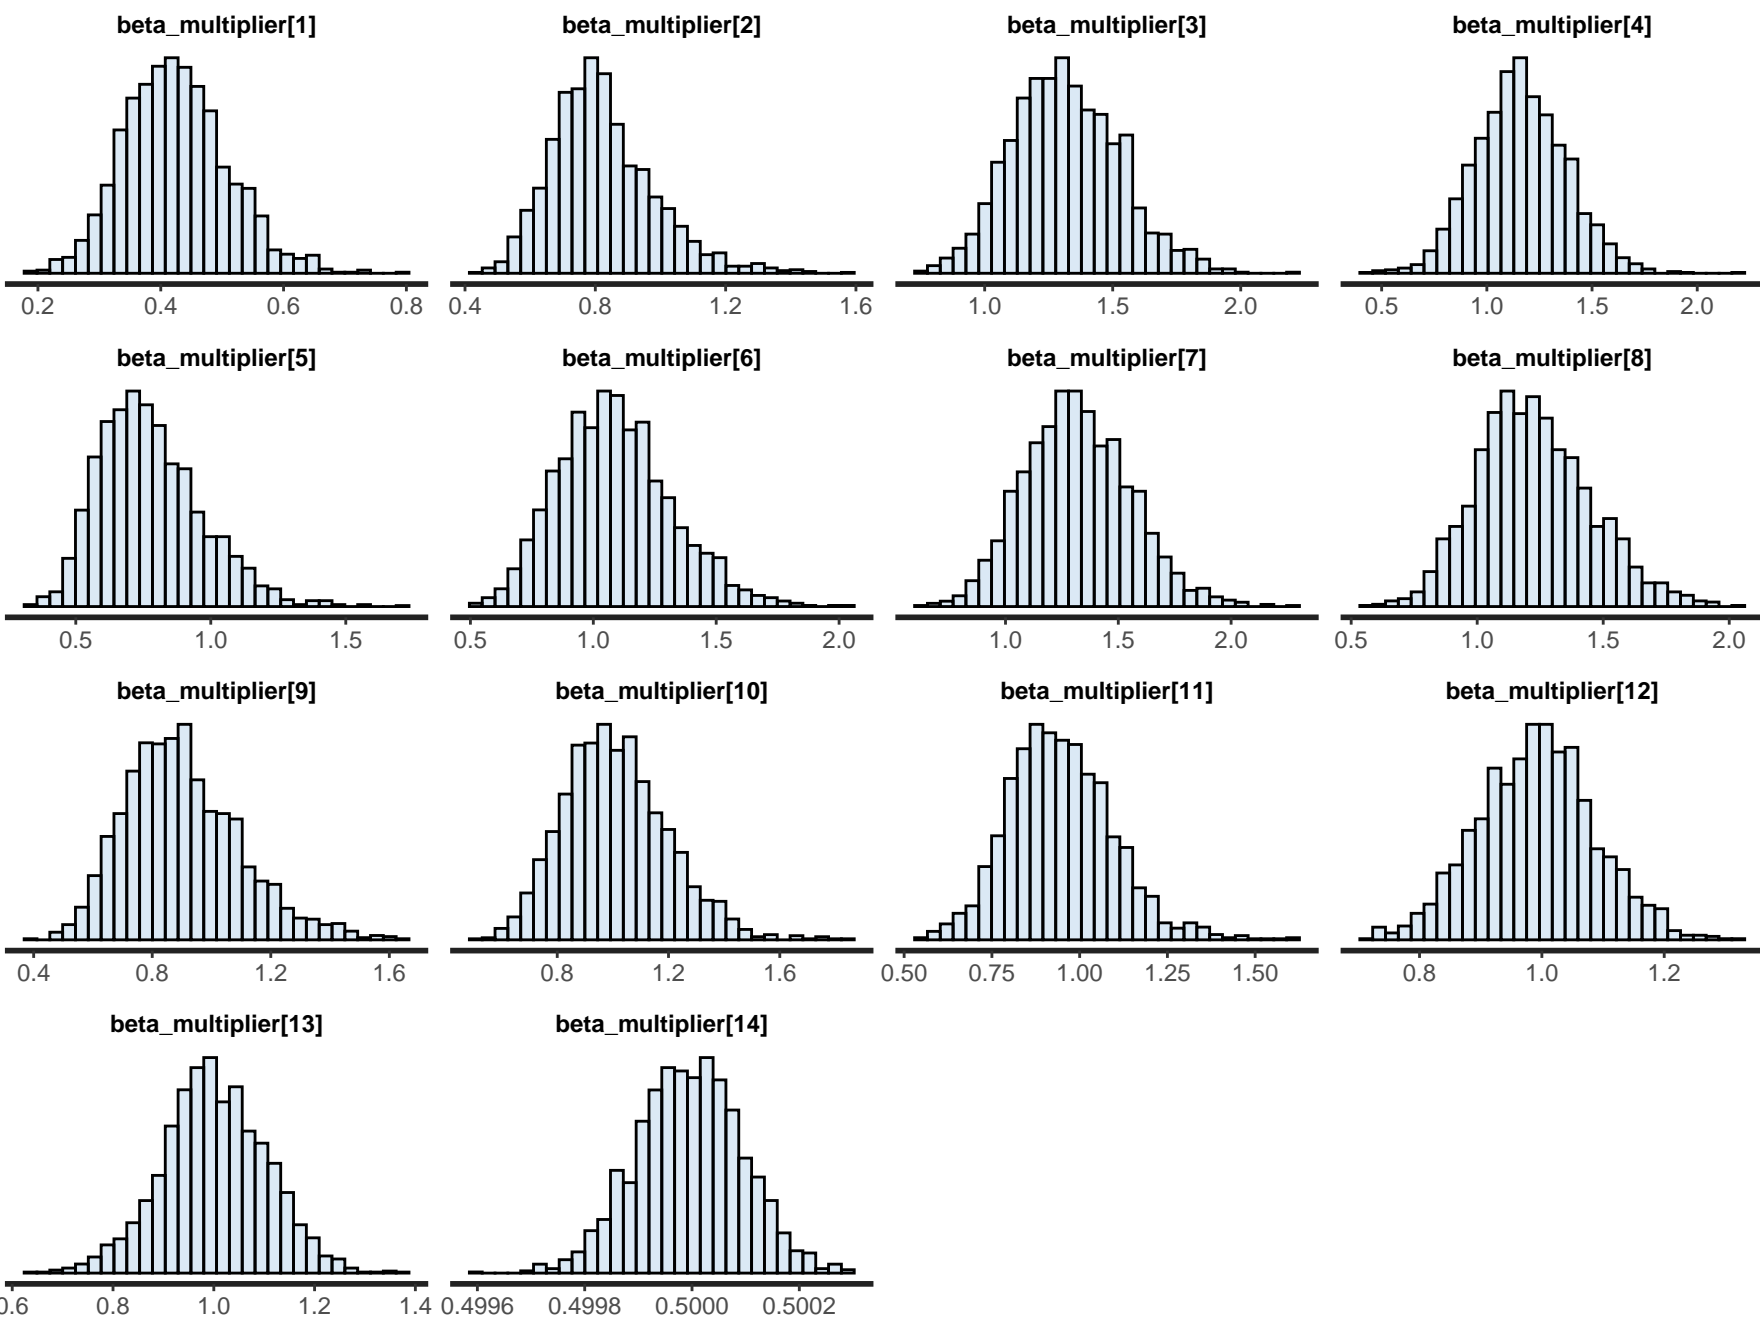 beta_multiplier[1] beta_multiplier[2] beta_multiplier[3] beta_multiplier[4]
0.2 0.4 0.6 0.8 0.4 0.8 1.2 1.6 1.0 1.5 2.0 0.5 1.0 1.5 2.0
beta_multiplier[5] beta_multiplier[6] beta_multiplier[7] beta_multiplier[8]
0.5 1.0 1.5 0.5 1.0 1.5 2.0 1.0 1.5 2.0 0.5 1.0 1.5 2.0
beta_multiplier[9] beta_multiplier[10] beta_multiplier[11] beta_multiplier[12]
0.4 0.8 1.2 1.6 0.8 1.2 1.6 0.50 0.75 1.00 1.25 1.50 0.8 1.0 1.2
beta_multiplier[13] beta_multiplier[14]
0.6 0.8 1.0 1.2 1.4 0.4996 0.4998 0.5000 0.5002